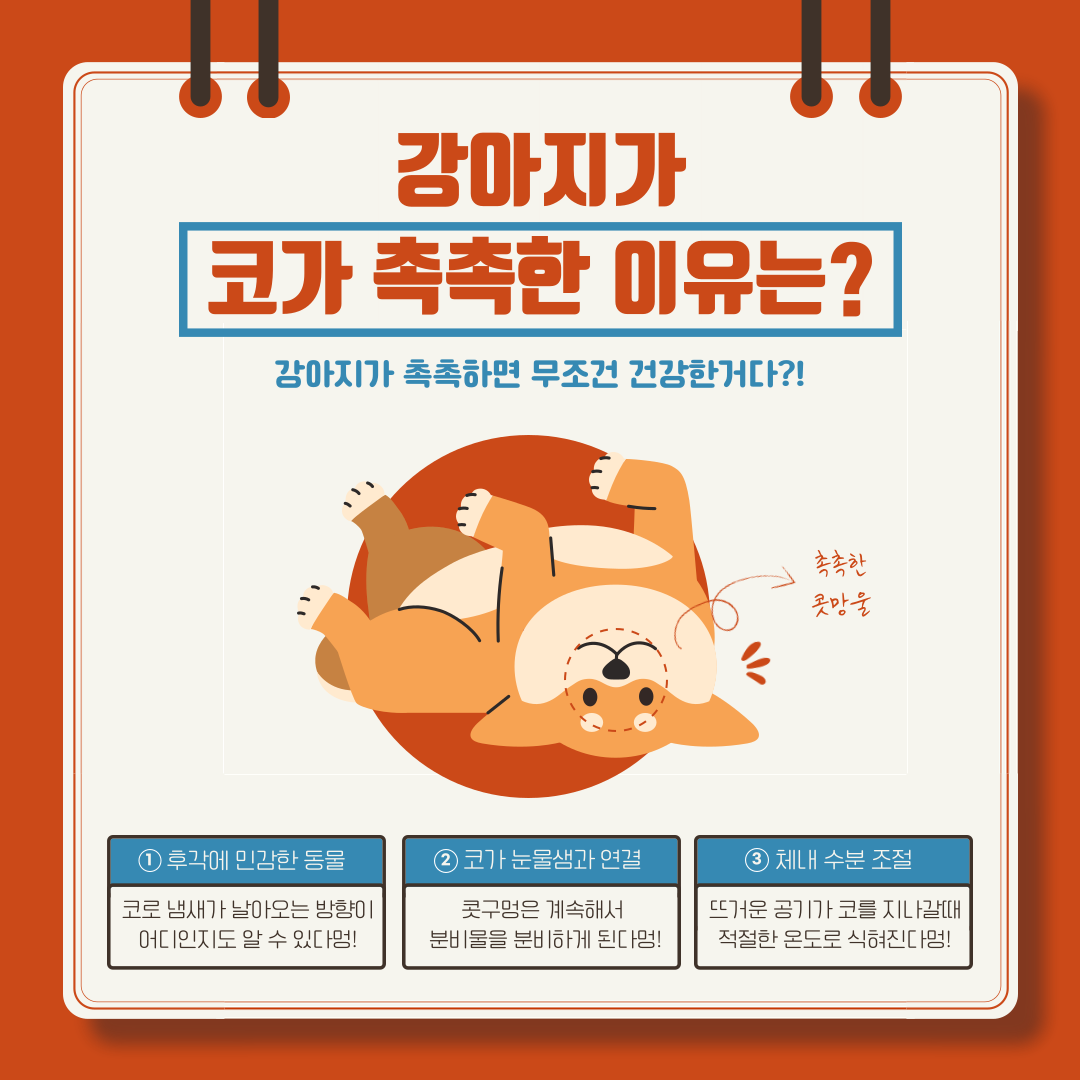 강아지가
코가 촉촉한 이유는?
강아지가 촉촉하면 무조건 건강한거다?!
촉촉한
콧망울
① 후각에 민감한 동물
코로 냄새가 날아오는 방향이
어디인지도 알 수 있다멍!
② 코가 눈물샘과 연결
콧구멍은 계속해서
분비물을 분비하게 된다멍!
③ 체내 수분 조절
뜨거운 공기가 코를 지나갈때
적절한 온도로 식혀진다멍!